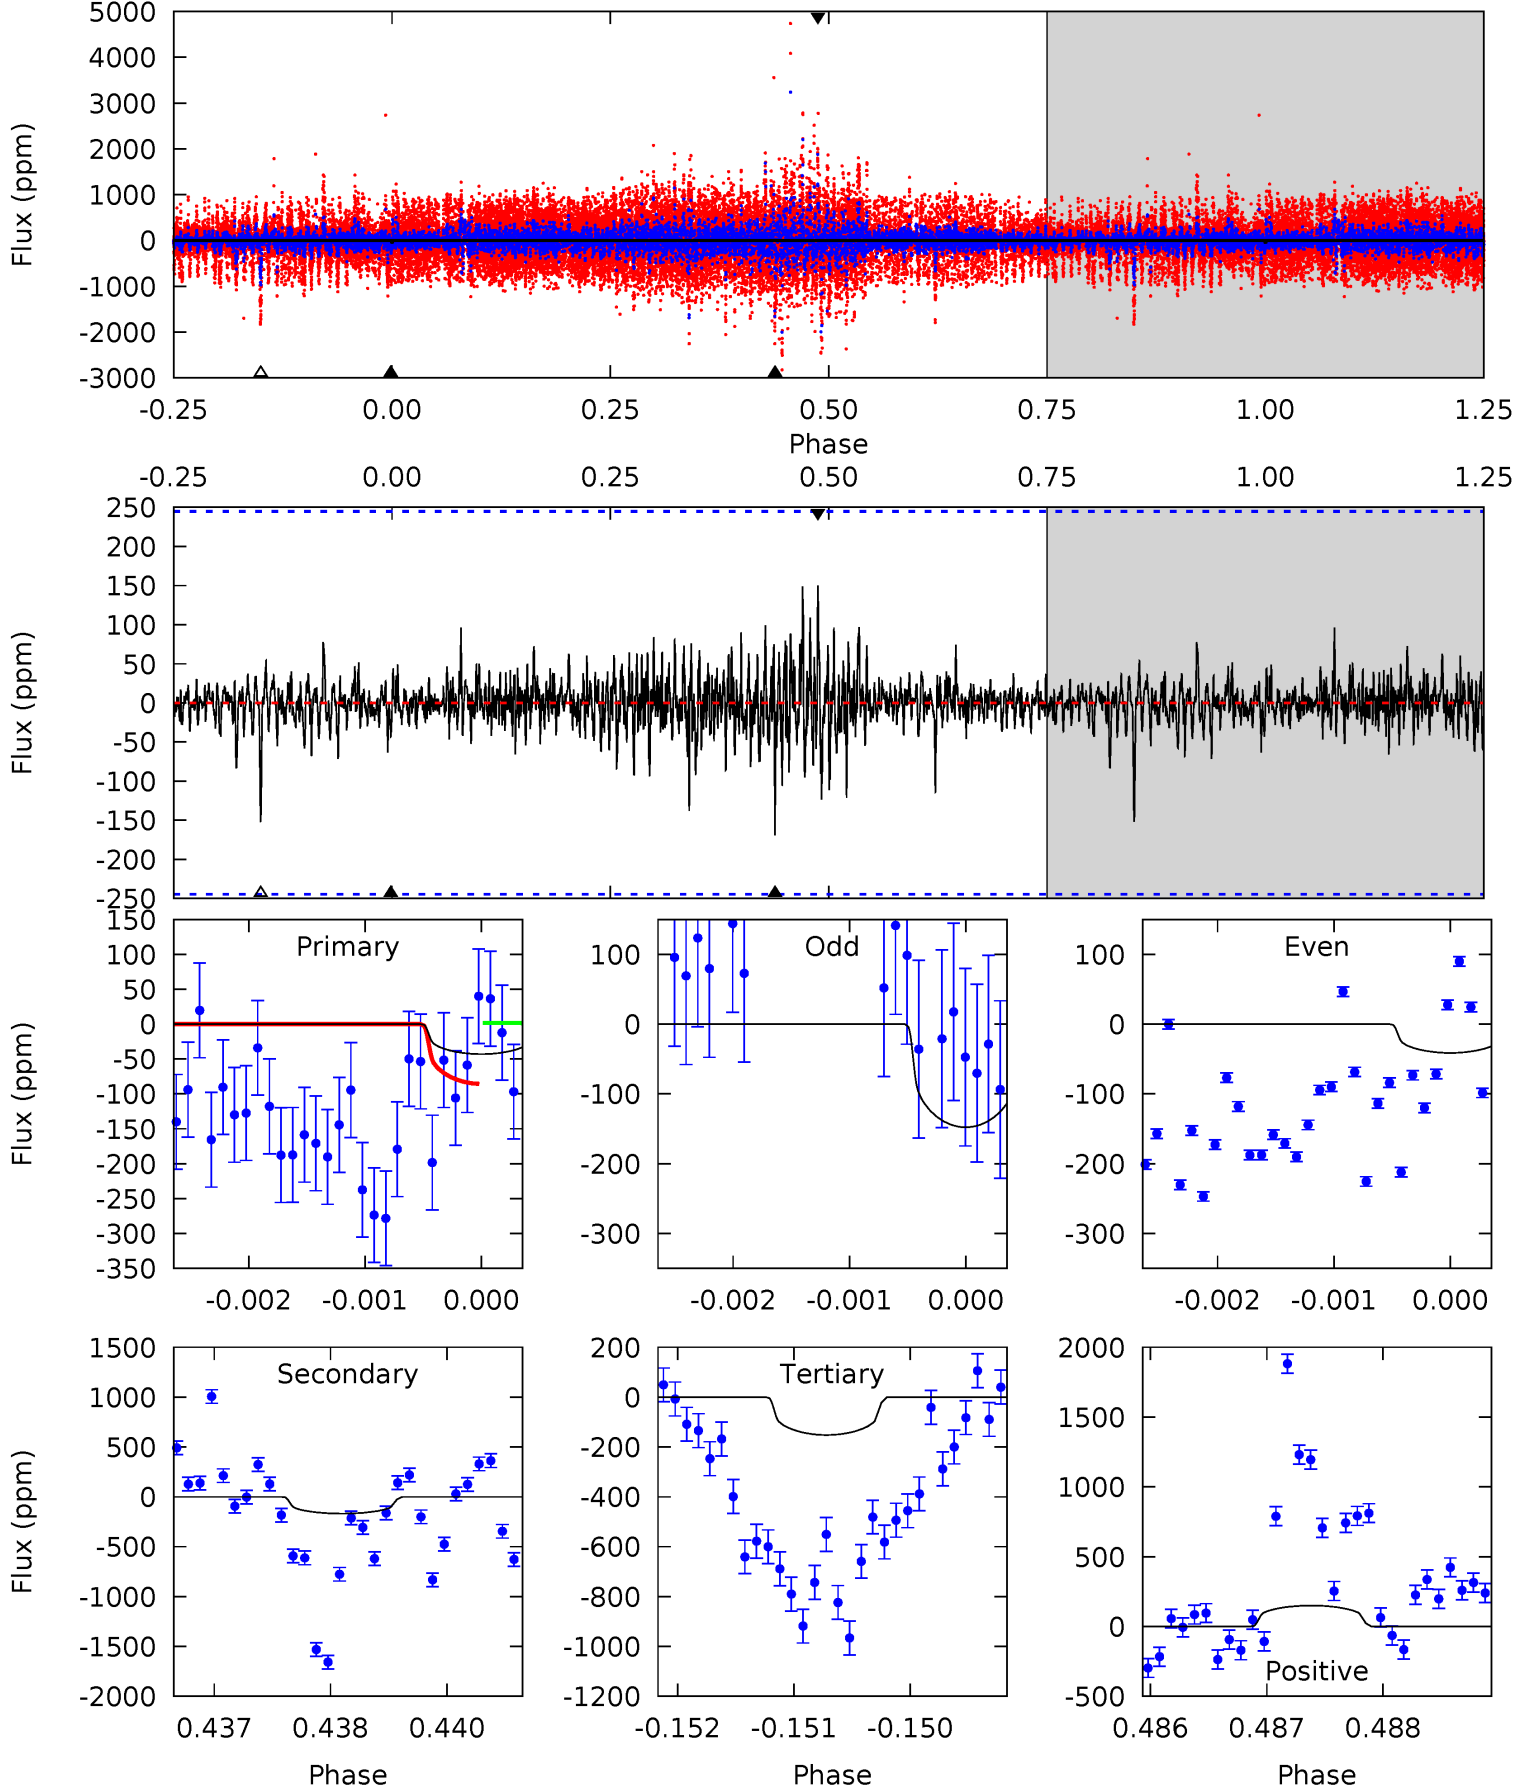 5000
4000
3000
2000
1000
0
-1000
-2000
-3000
Flux (ppm)
-0.25 0.00 0.25 0.50 0.75 1.00 1.25
Phase
-0.25 0.00 0.25 0.50 0.75 1.00 1.25
250
200
150
100
50
0
-50
-100
-150
-200
-250
Flux (ppm)
150
100
50
0
-50
-100
-150
-200
-250
-300
-350
Flux (ppm)
Primary
-0.002 -0.001 0.000
100
0
-100
-200
-300
Odd
-0.002 -0.001 0.000
100
0
-100
-200
-300
Even
-0.002 -0.001 0.000
1500
1000
500
0
-500
-1000
-1500
-2000
Flux (ppm)
Secondary
0.437 0.438 0.440
Phase
200
0
-200
-400
-600
-800
-1000
-1200
Tertiary
-0.152 -0.151 -0.150
Phase
2000
1500
1000
500
0
-500
Positive
0.486 0.487 0.488
Phase